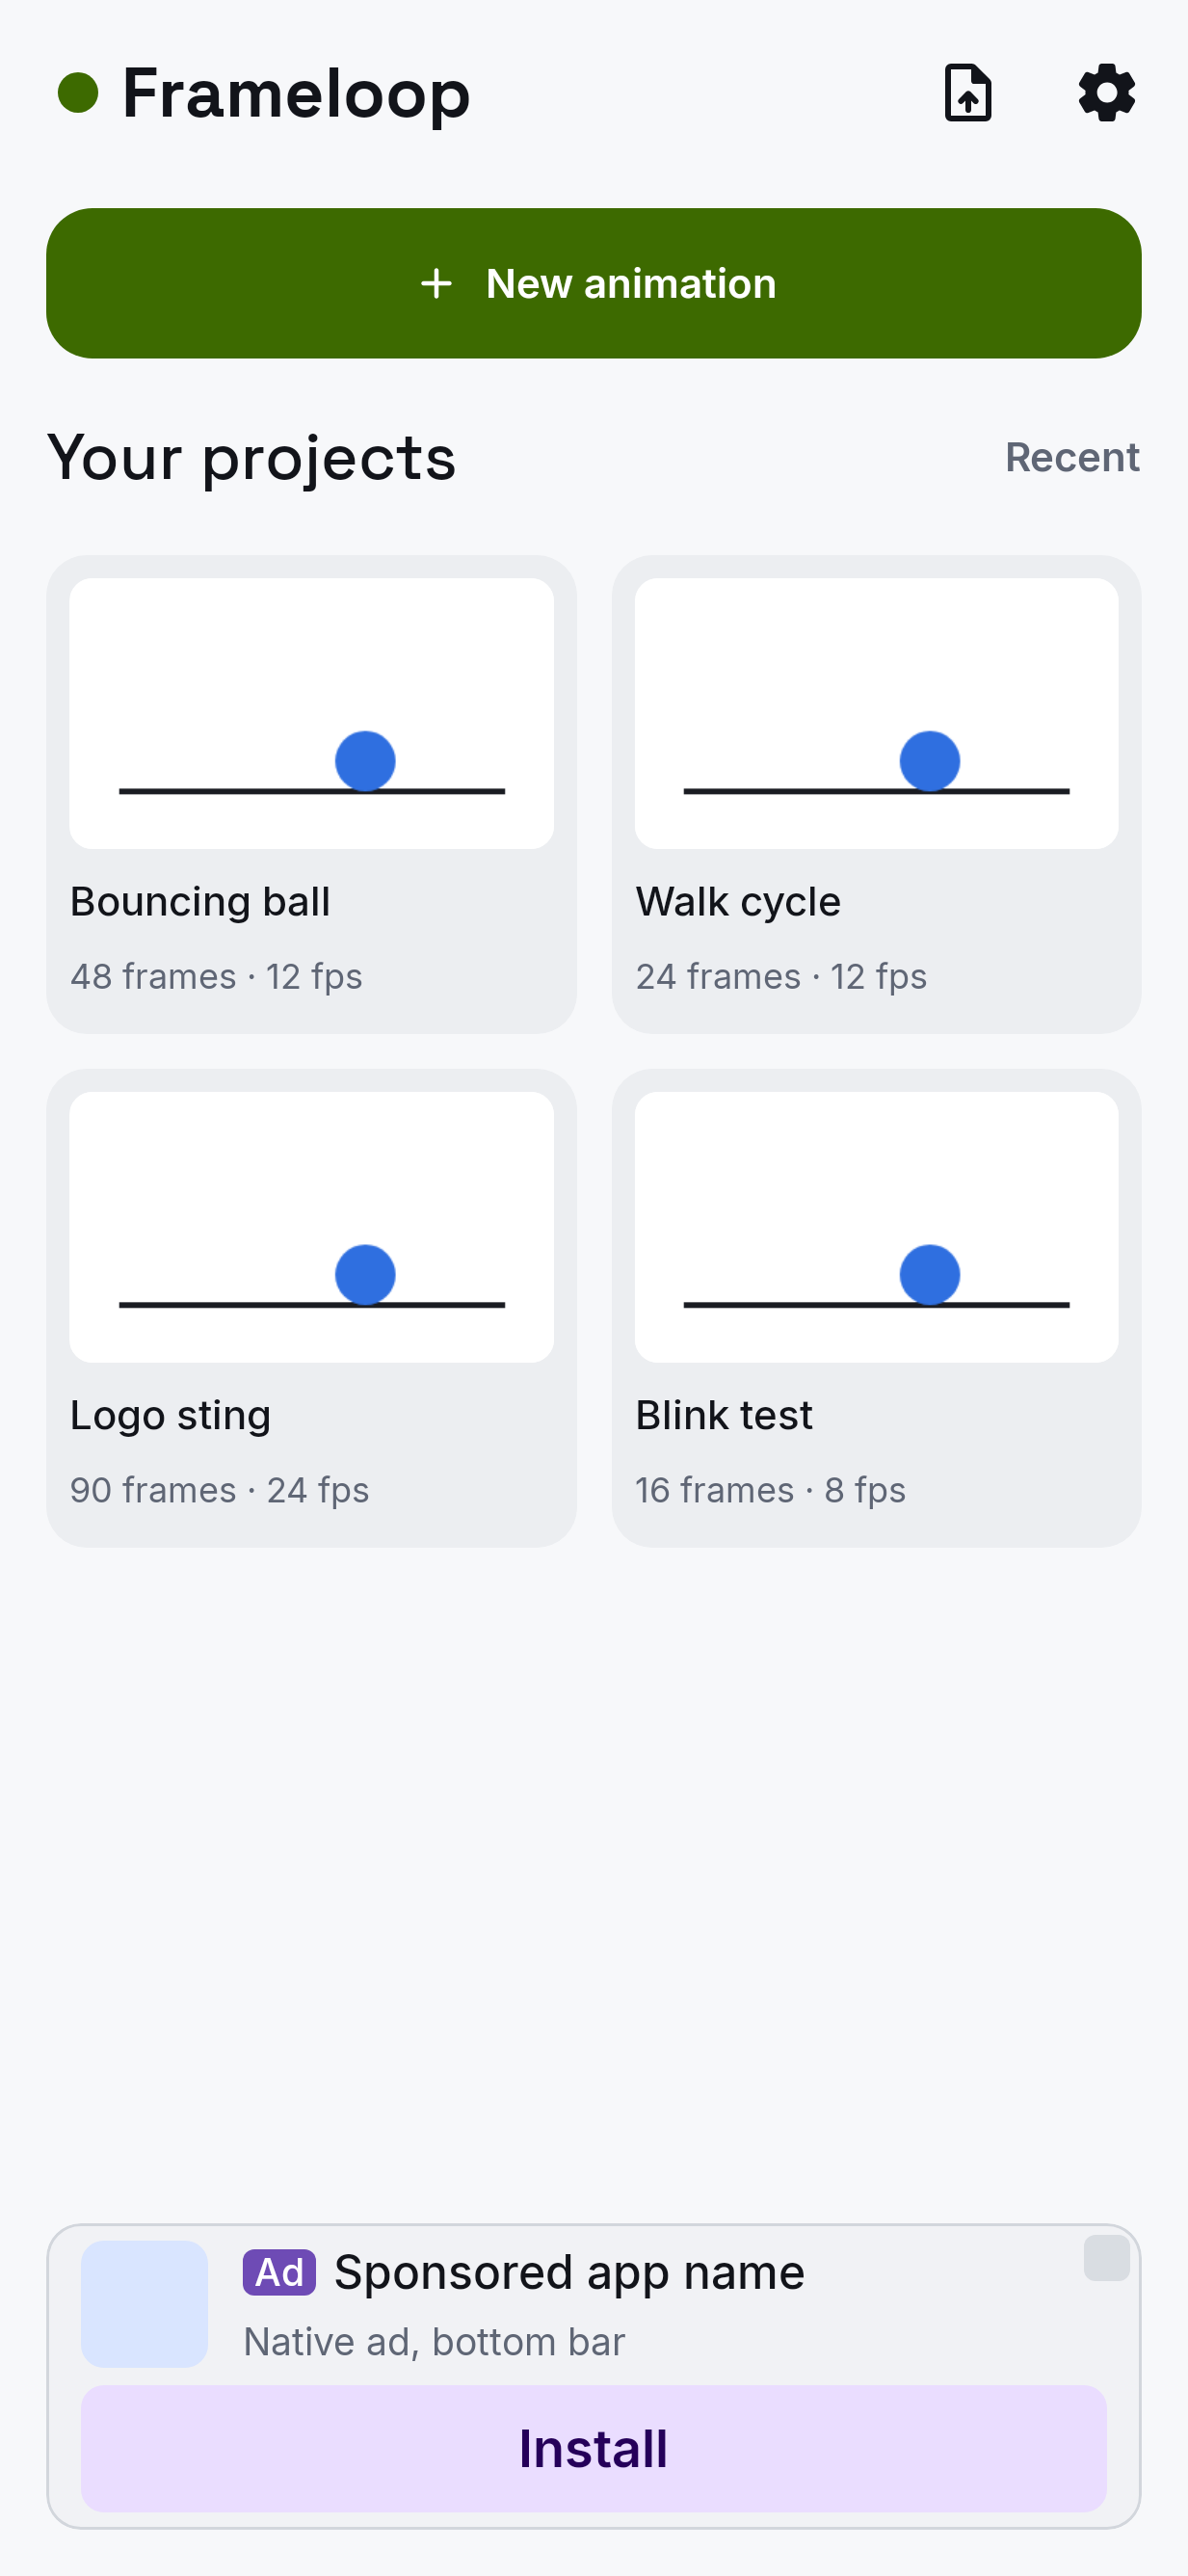 Frameloop
New animation
Your projects
Recent
Bouncing ball
48 frames · 12 fps
Walk cycle
24 frames · 12 fps
Logo sting
90 frames · 24 fps
Blink test
16 frames · 8 fps
Ad Sponsored app name
Native ad, bottom bar
Install